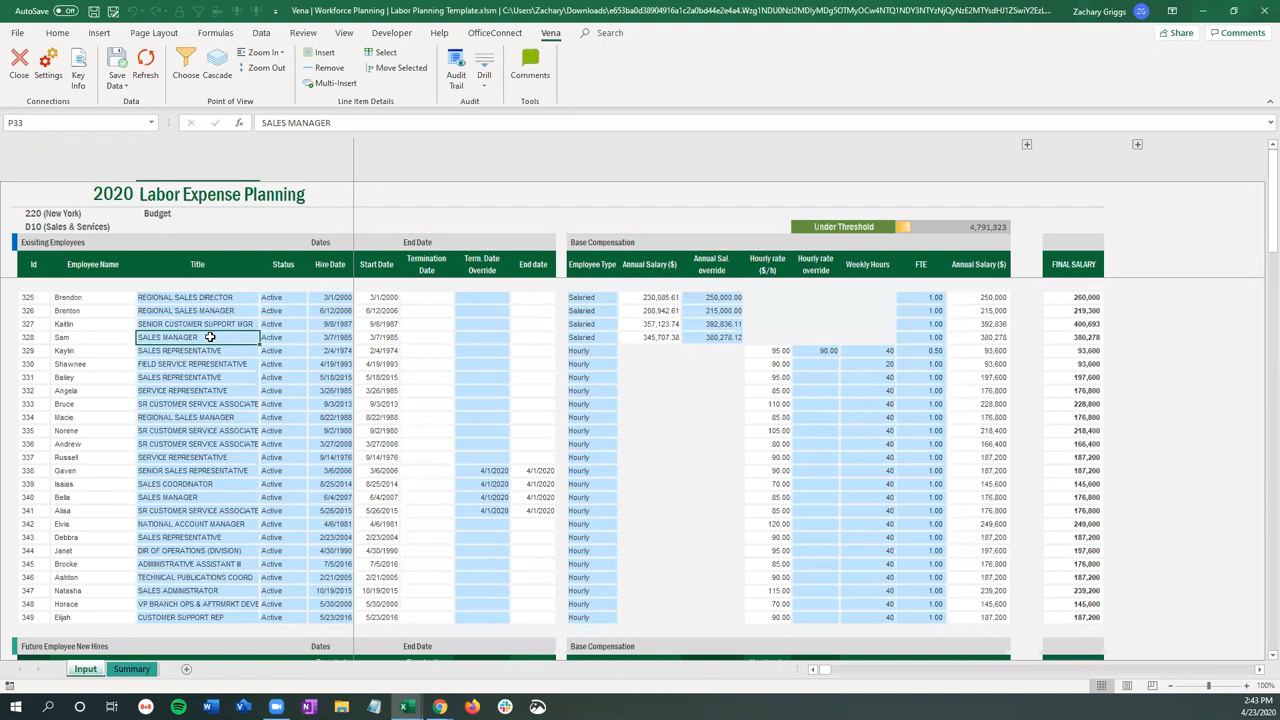 AutoSave Off Vena | Workforce Planning | Labor Planning Template.xlsm | C:\Users\Zachary\Downloads\ Zachary Griggs ZG
File Home Insert Page Layout Formulas Data Review View Developer Help OfficeConnect Vena Search Share Comments
Close Settings Key Info Save Data Refresh Choose Cascade Zoom In Zoom Out Insert Remove Multi-Insert Select Move Selected Audit Trail Drill Comments
Connections Data Point of View Line Item Details Audit Tools
P33 fx SALES MANAGER
2020 Labor Expense Planning
220 (New York) Budget
D10 (Sales & Services) Under Threshold 4,791,323
Exisiting Employees Dates End Date Base Compensation
Id Employee Name Title Status Hire Date Start Date Termination Date Term. Date Override End date Employee Type Annual Salary ($) Annual Sal. override Hourly rate ($/h) Hourly rate override Weekly Hours FTE Annual Salary ($) FINAL SALARY
325 Brendon REGIONAL SALES DIRECTOR Active 3/1/2000 3/1/2000 Salaried 230,085.61 250,000.00 1.00 250,000 260,000
326 Brenton REGIONAL SALES MANAGER Active 6/12/2006 6/12/2006 Salaried 208,942.11 215,000.00 1.00 215,000 219,300
327 Kaitlin SENIOR CUSTOMER SUPPORT MGR Active 9/8/1987 9/8/1987 Salaried 357,123.74 392,836.11 1.00 392,836 400,693
328 Sam SALES MANAGER Active 3/7/1985 3/7/1985 Salaried 345,707.38 380,278.12 1.00 380,278 380,278
329 Kaylin SALES REPRESENTATIVE Active 2/4/1974 2/4/1974 Hourly 95.00 90.00 40 0.50 93,600 93,600
330 Shawnee FIELD SERVICE REPRESENTATIVE Active 4/19/1993 4/19/1993 Hourly 90.00 20 1.00 93,600 93,600
331 Bailey SALES REPRESENTATIVE Active 5/18/2015 5/18/2015 Hourly 95.00 40 1.00 197,600 197,600
332 Angela SERVICE REPRESENTATIVE Active 3/26/1985 3/26/1985 Hourly 85.00 40 1.00 176,800 176,800
333 Bruce SR CUSTOMER SERVICE ASSOCIATE Active 9/3/2013 9/3/2013 Hourly 110.00 40 1.00 228,800 228,800
334 Macie REGIONAL SALES MANAGER Active 8/22/1988 8/22/1988 Hourly 85.00 40 1.00 176,800 176,800
335 Norene SR CUSTOMER SERVICE ASSOCIATE Active 9/2/1980 9/2/1980 Hourly 105.00 40 1.00 218,400 218,400
336 Andrew SR CUSTOMER SERVICE ASSOCIATE Active 3/27/2008 3/27/2008 Hourly 80.00 40 1.00 166,400 166,400
337 Russell SERVICE REPRESENTATIVE Active 9/14/1976 9/14/1976 Hourly 90.00 40 1.00 187,200 187,200
338 Gaven SENIOR SALES REPRESENTATIVE Active 3/6/2006 3/6/2006 4/1/2020 4/1/2020 Hourly 90.00 40 1.00 187,200 187,200
339 Isaias SALES COORDINATOR Active 8/25/2014 8/25/2014 4/1/2020 4/1/2020 Hourly 70.00 40 1.00 145,600 145,600
340 Bella SALES MANAGER Active 6/4/2007 6/4/2007 4/1/2020 4/1/2020 Hourly 85.00 40 1.00 176,800 176,800
341 Alisa SR CUSTOMER SERVICE ASSOCIATE Active 5/26/2015 5/26/2015 4/1/2020 4/1/2020 Hourly 85.00 40 1.00 176,800 176,800
342 Elvis NATIONAL ACCOUNT MANAGER Active 4/6/1981 4/6/1981 Hourly 120.00 40 1.00 249,600 249,600
343 Debbra SALES REPRESENTATIVE Active 2/23/2004 2/23/2004 Hourly 90.00 40 1.00 187,200 187,200
344 Janet DIR OF OPERATIONS (DIVISION) Active 4/30/1990 4/30/1990 Hourly 95.00 40 1.00 197,600 197,600
345 Brooke ADMINISTRATIVE ASSISTANT III Active 7/5/2016 7/5/2016 Hourly 85.00 40 1.00 176,800 176,800
346 Ashton TECHNICAL PUBLICATIONS COORD Active 2/21/2005 2/21/2005 Hourly 90.00 40 1.00 187,200 187,200
347 Natasha SALES ADMINISTRATOR Active 10/19/2015 10/19/2015 Hourly 115.00 40 1.00 239,200 239,200
348 Horace VP BRANCH OPS & AFTMRKT DEVE Active 5/30/2000 5/30/2000 Hourly 70.00 40 1.00 145,600 145,600
349 Elijah CUSTOMER SUPPORT REP Active 5/23/2016 5/23/2016 Hourly 90.00 40 1.00 187,200 187,200
Future Employee New Hires Dates End Date Base Compensation
Input Summary
100%
2:43 PM
4/23/2020